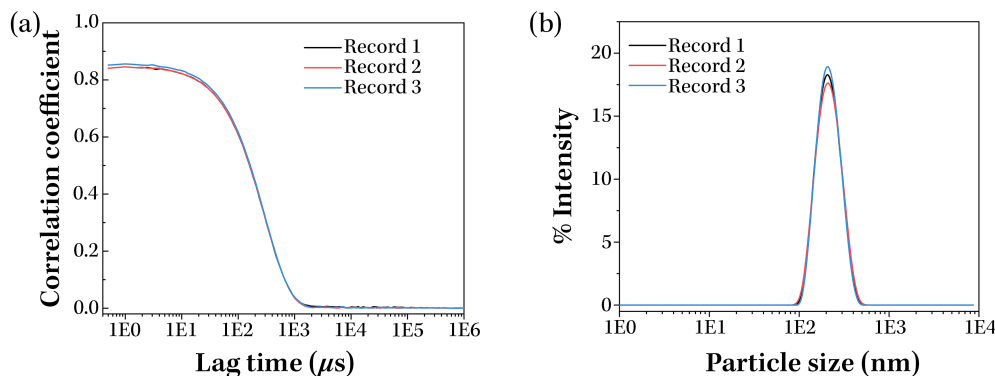 (a)
Correlation coefficient
1.0
0.8
0.6
0.4
0.2
0.0
Record 1
Record 2
Record 3
1E0 1E1 1E2 1E3 1E4 1E5 1E6
Lag time (μs)
(b)
% Intensity
20
15
10
5
0
Record 1
Record 2
Record 3
1E0 1E1 1E2 1E3 1E4
Particle size (nm)